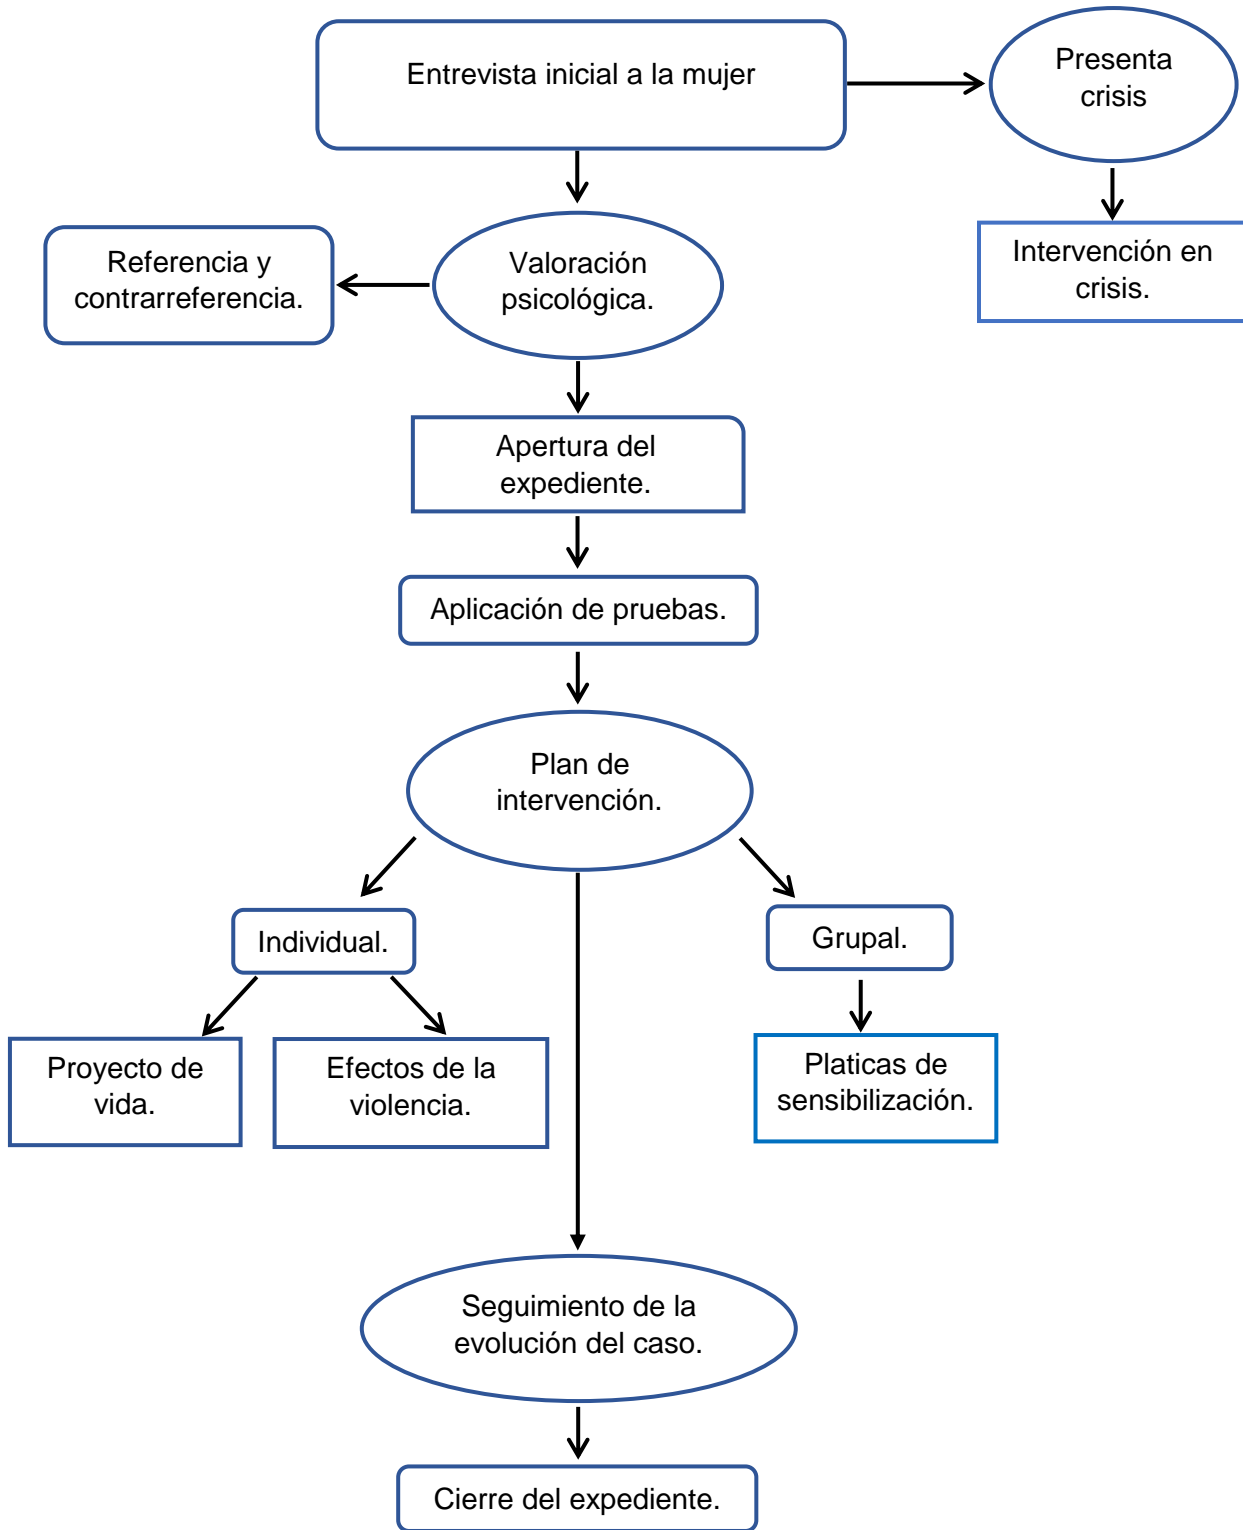 Entrevista inicial a la mujer
Presenta
crisis
Referencia y
contrarreferencia.
Valoración
psicológica.
Intervención en
crisis.
Apertura del
expediente.
Aplicación de pruebas.
Plan de
intervención.
Individual.
Grupal.
Proyecto de
vida.
Efectos de la
violencia.
Platicas de
sensibilización.
Seguimiento de la
evolución del caso.
Cierre del expediente.